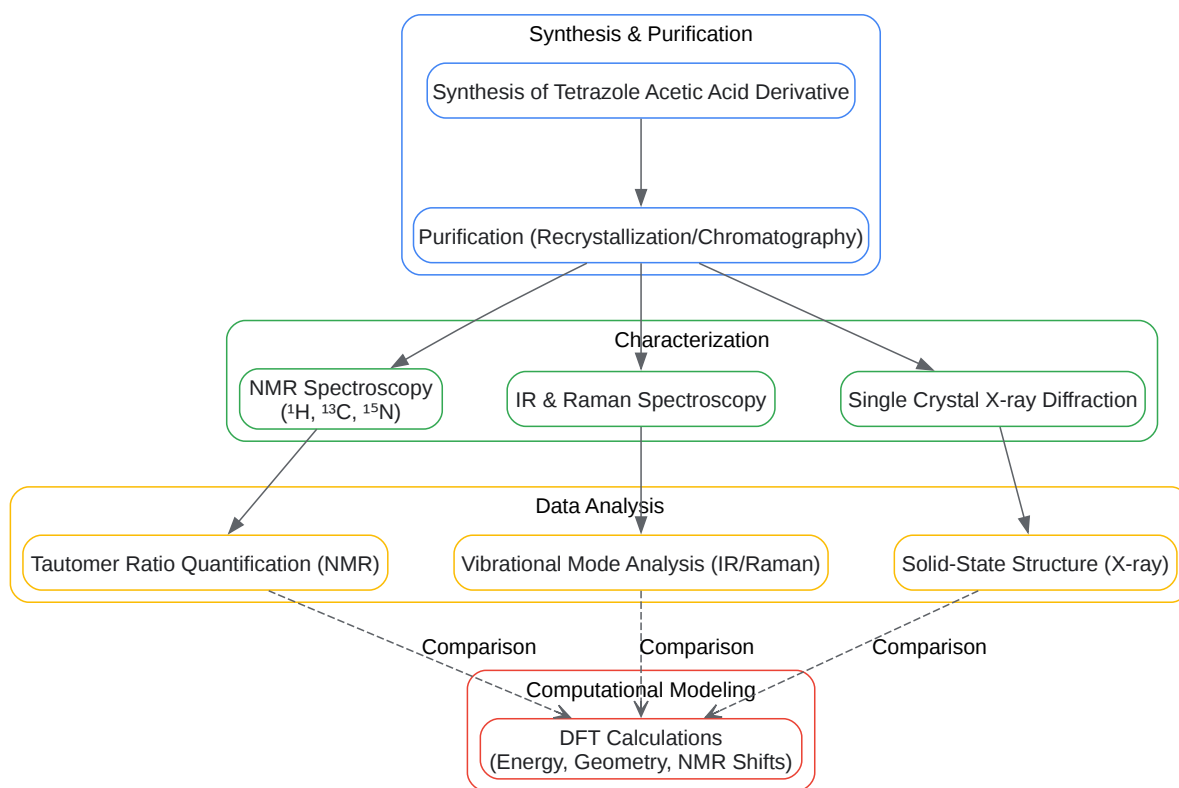 Synthesis & Purification
Synthesis of Tetrazole Acetic Acid Derivative
Purification (Recrystallization/Chromatography)
Characterization
NMR Spectroscopy
(¹H, ¹³C, ¹⁵N)
IR & Raman Spectroscopy
Single Crystal X-ray Diffraction
Data Analysis
Tautomer Ratio Quantification (NMR)
Vibrational Mode Analysis (IR/Raman)
Solid-State Structure (X-ray)
Comparison
Comparison
Comparison
Computational Modeling
DFT Calculations
(Energy, Geometry, NMR Shifts)